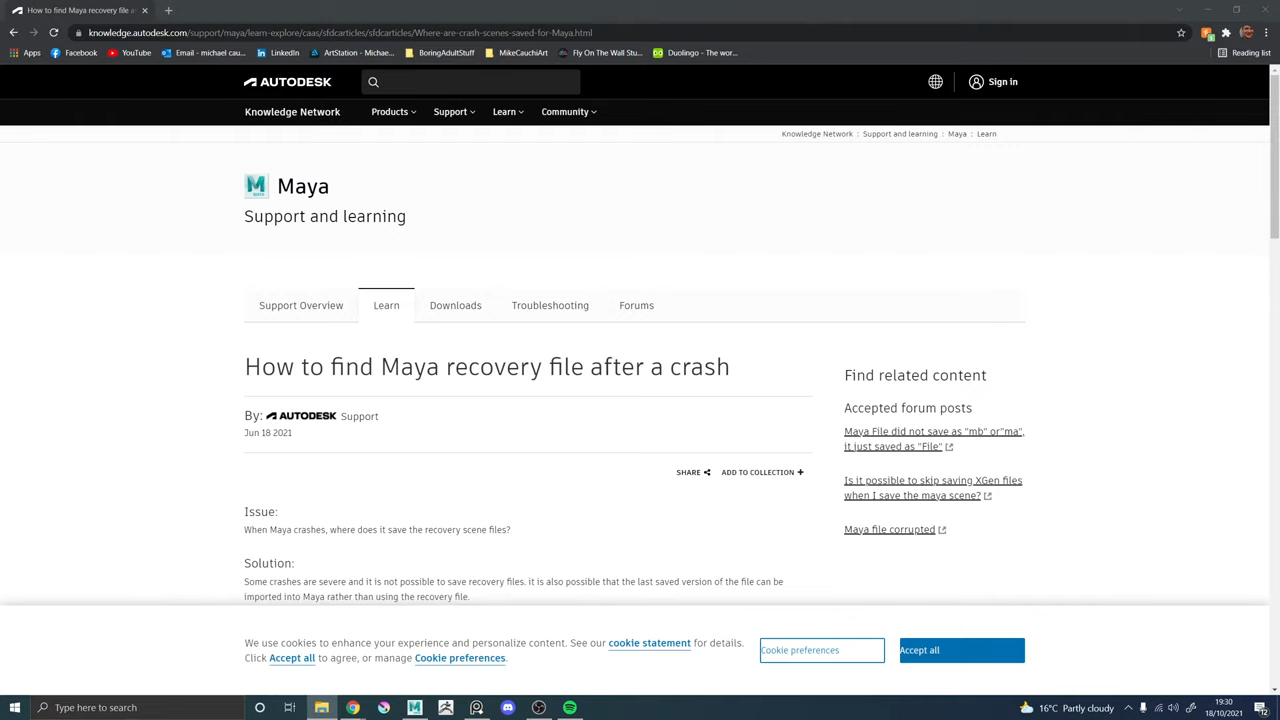 How to find Maya recovery file a
knowledge.autodesk.com/support/maya/learn-explore/caas/sfdcarticles/sfdcarticles/Where-are-crash-scenes-saved-for-Maya.html
Apps Facebook YouTube Email - michael cau... LinkedIn ArtStation - Michae... BoringAdultStuff MikeCauchiArt Fly On The Wall Stu... Duolingo - The wor... Reading list
AUTODESK Sign in
Knowledge Network Products Support Learn Community
Knowledge Network : Support and learning : Maya : Learn
M Maya
Support and learning
Support Overview Learn Downloads Troubleshooting Forums
How to find Maya recovery file after a crash
By: AUTODESK Support
Jun 18 2021
SHARE ADD TO COLLECTION +
Issue:
When Maya crashes, where does it save the recovery scene files?
Solution:
Some crashes are severe and it is not possible to save recovery files. it is also possible that the last saved version of the file can be
imported into Maya rather than using the recovery file.
Find related content
Accepted forum posts
Maya File did not save as "mb" or"ma",
it just saved as "File"
Is it possible to skip saving XGen files
when I save the maya scene?
Maya file corrupted
We use cookies to enhance your experience and personalize content. See our cookie statement for details.
Click Accept all to agree, or manage Cookie preferences.
Cookie preferences
Accept all
Type here to search
Partly cloudy
19:30
18/10/2021
12